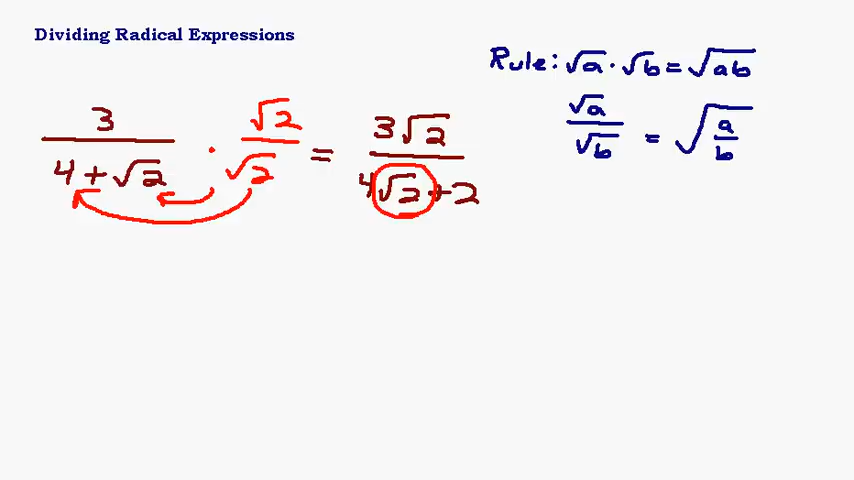 Dividing Radical Expressions
Rule: √a · √b = √ab
√a/√b = √(a/b)
3/(4 + √2) · √2/√2 = 3√2/(4√2 + 2)